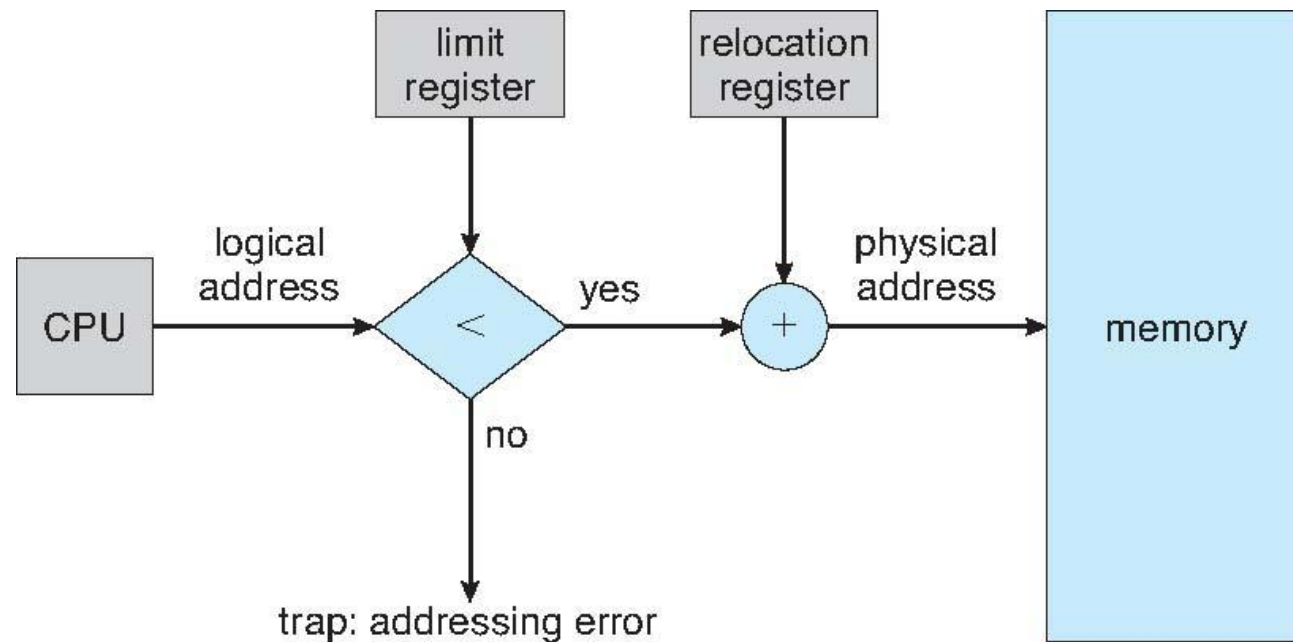 limit
register
relocation
register
logical
address
physical
address
CPU
<
yes
+
memory
no
trap: addressing error